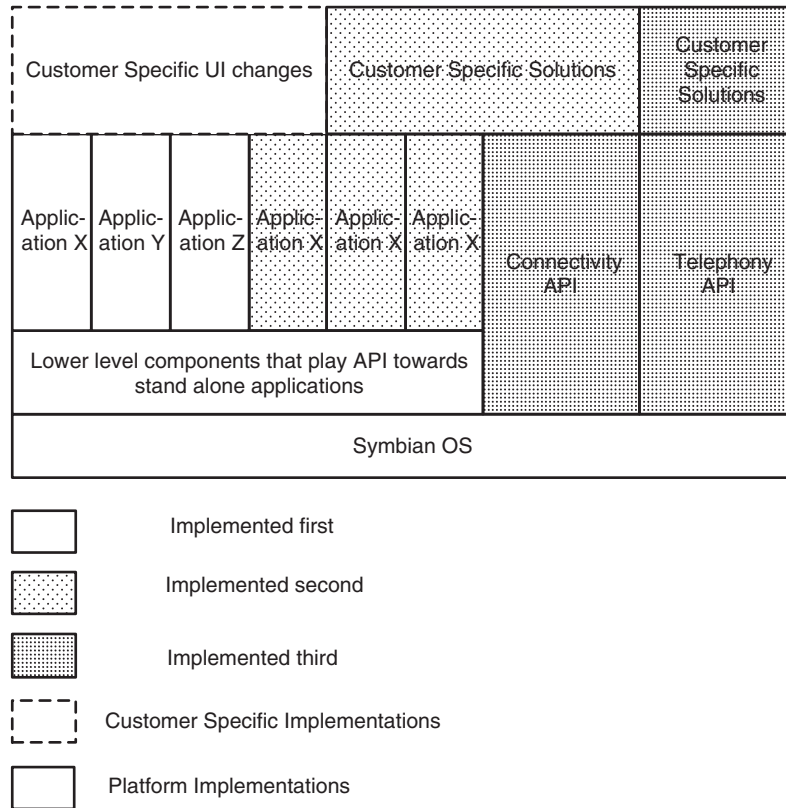 Customer Specific UI changes
Customer Specific Solutions
Customer
Specific
Solutions
Applic-
ation X
Applic-
ation Y
Applic-
ation Z
Applic-
ation X
Applic-
ation X
Applic-
ation X
Connectivity
API
Telephony
API
Lower level components that play API towards
stand alone applications
Symbian OS
Implemented first
Implemented second
Implemented third
Customer Specific Implementations
Platform Implementations